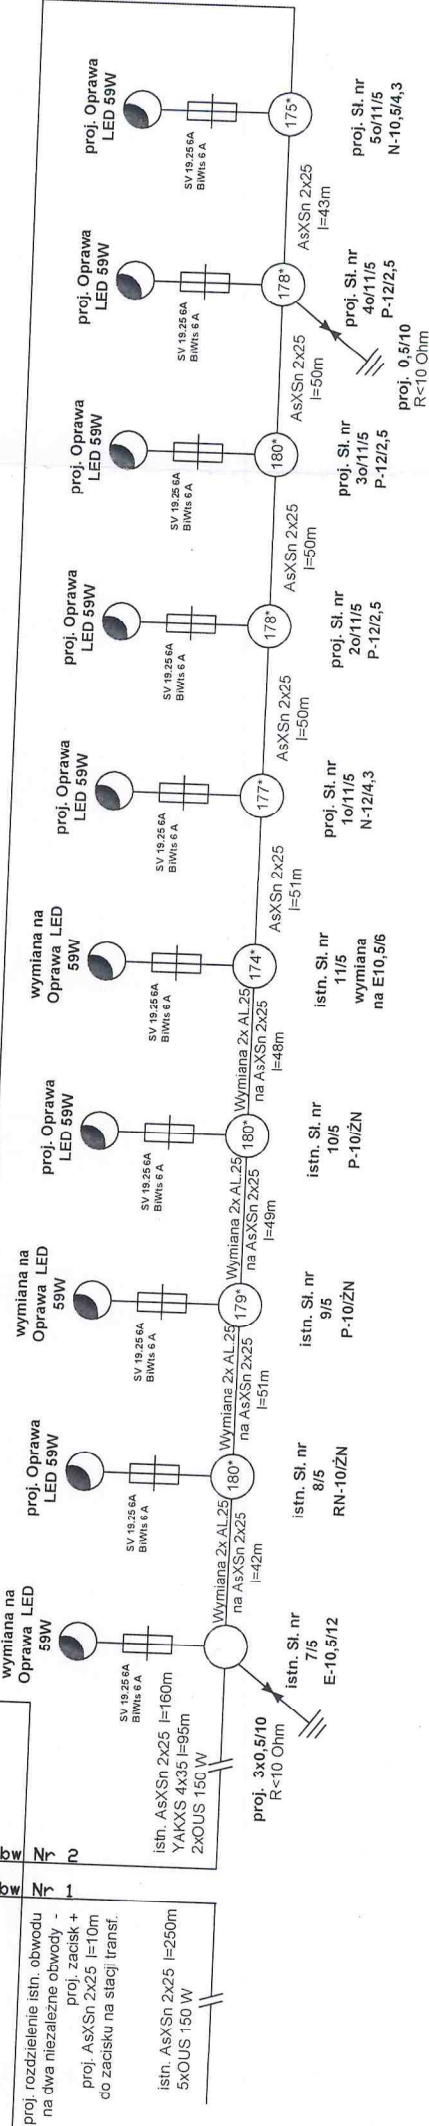 proj. rozdzielenie istn. obwodu
na dwa niezależne obwody -
proj. zacisk +
proj. AsXSn 2x25 l=10m
do zacisku na stacji transf.
istn. AsXSn 2x25 l=250m
5xOUS 150 W
bw Nr 1
bw Nr 2
istn. AsXSn 2x25 l=160m
YAKXS 4x35 l=95m
2xOUS 150 W
wymiana na
Oprawa LED
59W
SV 19.25 6A
BiWts 6 A
proj. 3x0,5/10
R<10 Ohm
istn. Sł. nr
7/5
E-10,5/12
Wymiana 2x AL.25
na AsXSn 2x25
l=42m
proj. Oprawa
LED 59W
SV 19.25 6A
BiWts 6 A
180*
istn. Sł. nr
8/5
RN-10/ŻN
Wymiana 2x AL.25
na AsXSn 2x25
l=51m
wymiana na
Oprawa LED
59W
SV 19.25 6A
BiWts 6 A
179*
istn. Sł. nr
9/5
P-10/ŻN
Wymiana 2x AL.25
na AsXSn 2x25
l=49m
proj. Oprawa
LED 59W
SV 19.25 6A
BiWts 6 A
180*
istn. Sł. nr
10/5
P-10/ŻN
Wymiana 2x AL.25
na AsXSn 2x25
l=48m
wymiana na
Oprawa LED
59W
SV 19.25 6A
BiWts 6 A
174*
istn. Sł. nr
11/5
wymiana
na E10,5/6
AsXSn 2x25
l=51m
proj. Oprawa
LED 59W
SV 19.25 6A
BiWts 6 A
177*
proj. Sł. nr
1o/11/5
N-12/4,3
AsXSn 2x25
l=50m
proj. Oprawa
LED 59W
SV 19.25 6A
BiWts 6 A
178*
proj. Sł. nr
2o/11/5
P-12/2,5
AsXSn 2x25
l=50m
proj. Oprawa
LED 59W
SV 19.25 6A
BiWts 6 A
180*
proj. Sł. nr
3o/11/5
P-12/2,5
AsXSn 2x25
l=50m
proj. Oprawa
LED 59W
SV 19.25 6A
BiWts 6 A
178*
proj. Sł. nr
4o/11/5
P-12/2,5
proj. 0,5/10
R<10 Ohm
AsXSn 2x25
l=43m
proj. Oprawa
LED 59W
SV 19.25 6A
BiWts 6 A
175*
proj. Sł. nr
5o/11/5
N-10,5/4,3